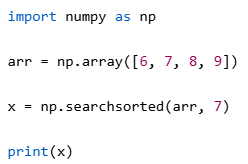 import numpy as np
arr = np.array([6, 7, 8, 9])
x = np.searchsorted(arr, 7)
print(x)